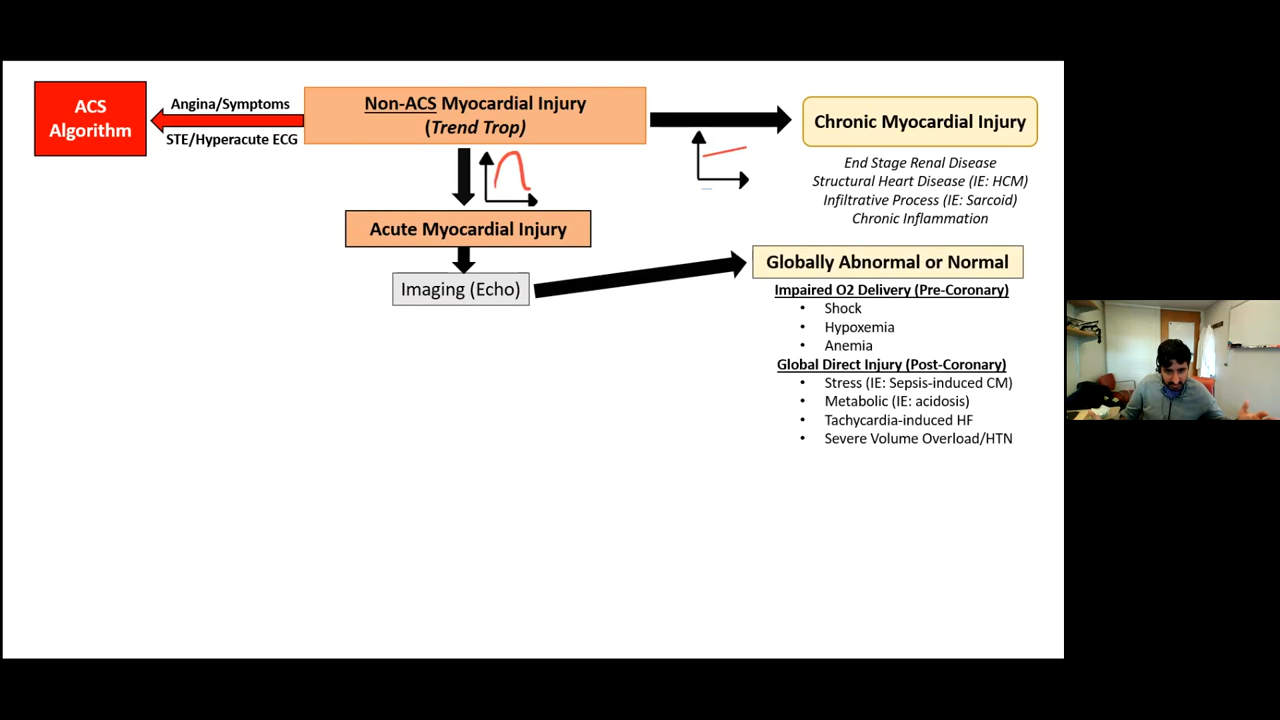 ACS
Algorithm
Angina/Symptoms
STE/Hyperacute ECG
Non-ACS Myocardial Injury
(Trend Trop)
Chronic Myocardial Injury
End Stage Renal Disease
Structural Heart Disease (IE: HCM)
Infiltrative Process (IE: Sarcoid)
Chronic Inflammation
Acute Myocardial Injury
Imaging (Echo)
Globally Abnormal or Normal
Impaired O2 Delivery (Pre-Coronary)
• Shock
• Hypoxemia
• Anemia
Global Direct Injury (Post-Coronary)
• Stress (IE: Sepsis-induced CM)
• Metabolic (IE: acidosis)
• Tachycardia-induced HF
• Severe Volume Overload/HTN